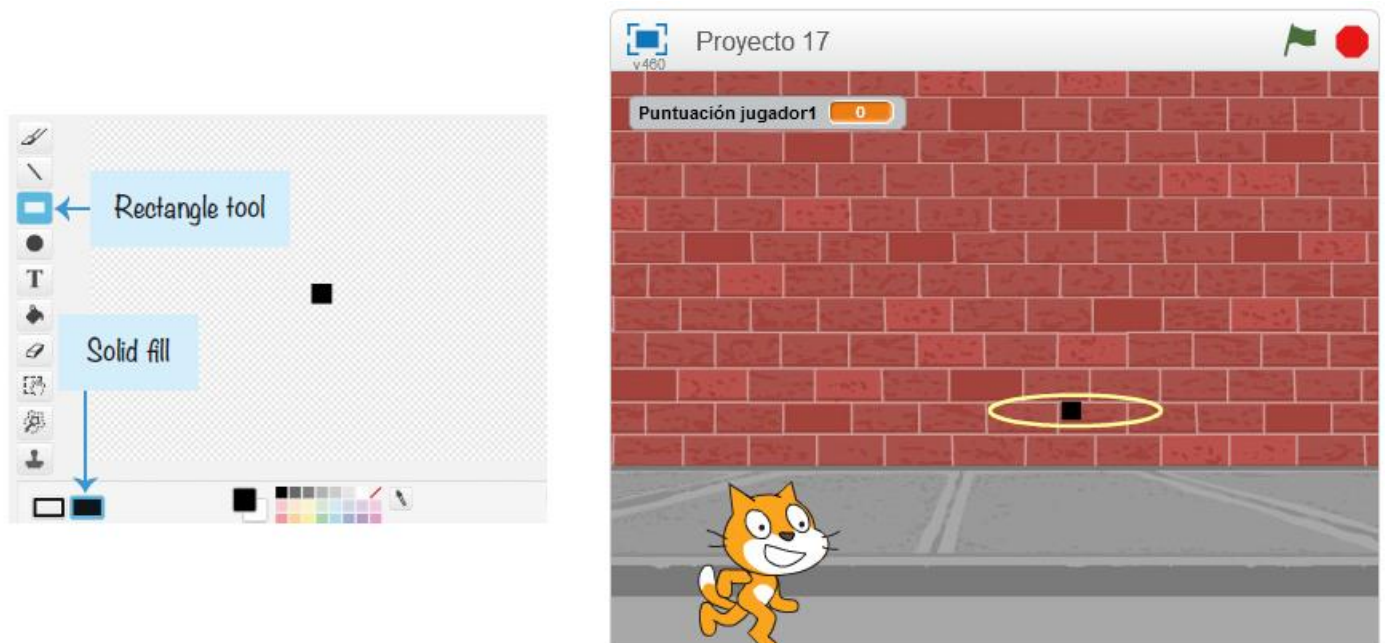 Rectangle tool
T
Solid fill
Proyecto 17
v460
Puntuación jugador1 0